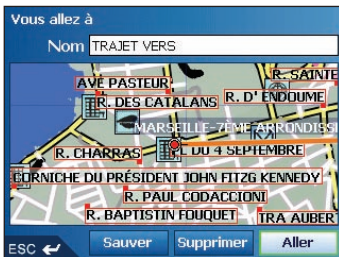 Vous allez à
Nom TRAJET VERS
R. SAINTE
AVE PASTEUR
R. DES CATALANS
R. D' ENDOUME
MARSEILLE-7EME ARRONDISSI
R. CHARRAS
DU 4 SEPTEMBRE
CORNICHE DU PRÉSIDENT JOHN FITZG KENNEDY
R. PAUL CODACCIONI
R. BAPTISTIN FOUQUET
TRA AUBER
ESC Sauver Supprimer Aller